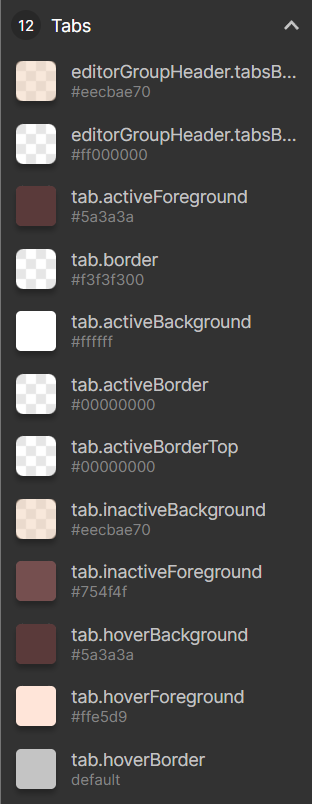 12 Tabs
editorGroupHeader.tabsB...
#eecbae70
editorGroupHeader.tabsB...
#ff000000
tab.activeForeground
#5a3a3a
tab.border
#f3f3f300
tab.activeBackground
#ffffff
tab.activeBorder
#00000000
tab.activeBorderTop
#00000000
tab.inactiveBackground
#eecbae70
tab.inactiveForeground
#754f4f
tab.hoverBackground
#5a3a3a
tab.hoverForeground
#ffe5d9
tab.hoverBorder
default